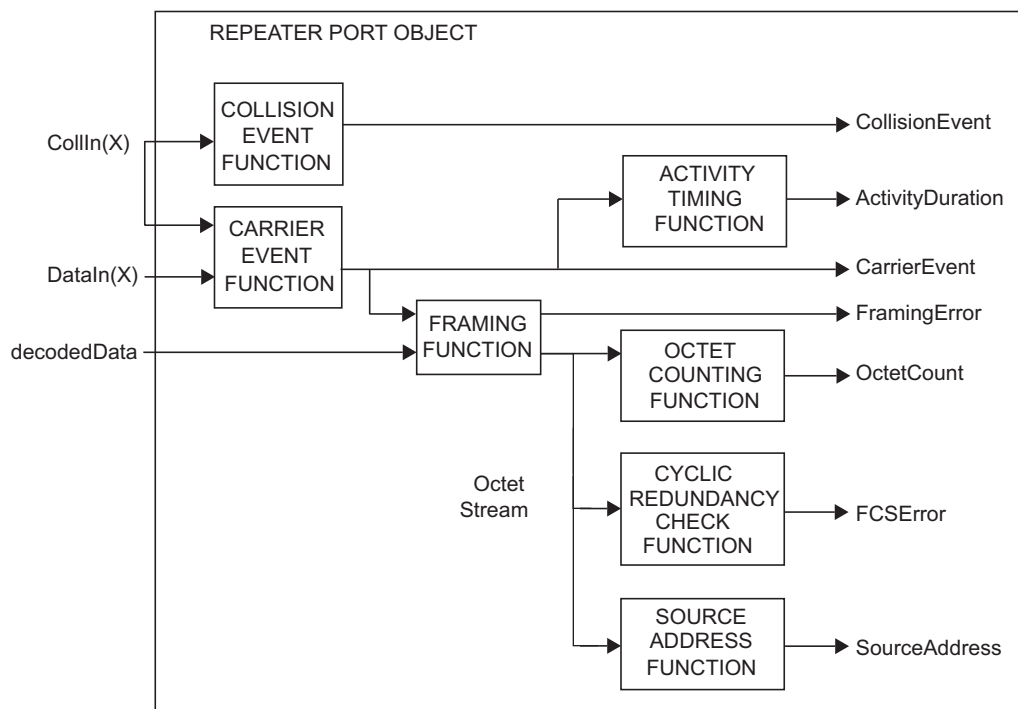 REPEATER PORT OBJECT
COLLISION
EVENT
FUNCTION
CollIn(X)
CollisionEvent
ACTIVITY
TIMING
FUNCTION
ActivityDuration
CARRIER
EVENT
FUNCTION
DataIn(X)
CarrierEvent
FramingError
FRAMING
FUNCTION
decodedData
OCTET
COUNTING
FUNCTION
OctetCount
Octet
Stream
CYCLIC
REDUNDANCY
CHECK
FUNCTION
FCSError
SOURCE
ADDRESS
FUNCTION
SourceAddress